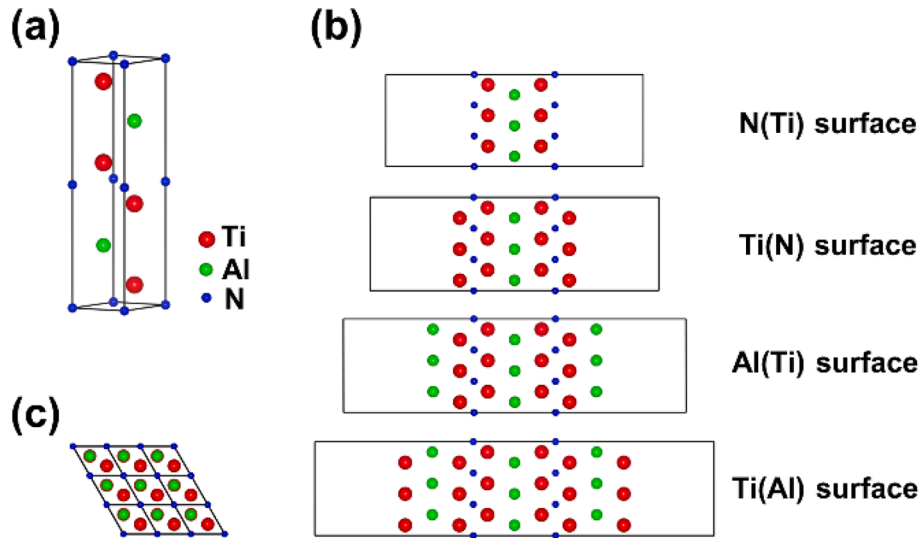 (a)
Ti
Al
N
(b)
N(Ti) surface
Ti(N) surface
Al(Ti) surface
Ti(Al) surface
(c)